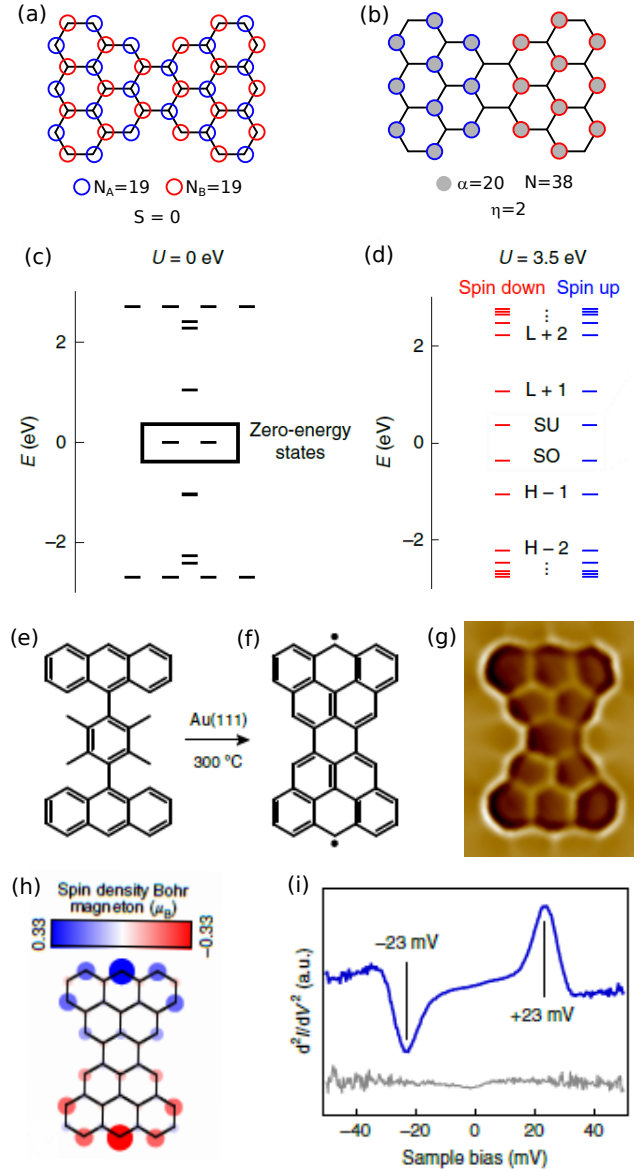 (a)
(b)
N_A=19 N_B=19
S = 0
α=20 N=38
η=2
(c)
U = 0 eV
2
0
−2
E (eV)
Zero-energy
states
(d)
U = 3.5 eV
Spin down Spin up
⋮
L + 2
L + 1
SU
SO
H − 1
H − 2
⋮
2
0
−2
E (eV)
(e)
Au(111)
300 °C
(f)
(g)
(h)
Spin density Bohr
magneton (μ_B)
0.33 −0.33
(i)
−23 mV
+23 mV
d²I/dV² (a.u.)
−40 −20 0 20 40
Sample bias (mV)